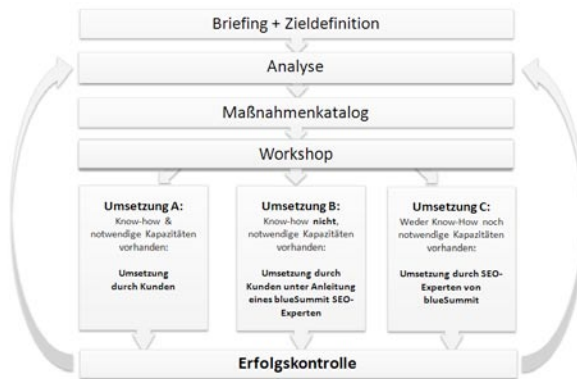 Briefing + Zieldefinition
Analyse
Maßnahmenkatalog
Workshop
Umsetzung A:
Know-how &
notwendige Kapazitäten
vorhanden:
Umsetzung
durch Kunden
Umsetzung B:
Know-how nicht,
notwendige Kapazitäten
vorhanden:
Umsetzung durch
Kunden unter Anleitung
eines blueSummit SEO-
Experten
Umsetzung C:
Weder Know-How noch
notwendige Kapazitäten
vorhanden:
Umsetzung durch SEO-
Experten von
blueSummit
Erfolgskontrolle